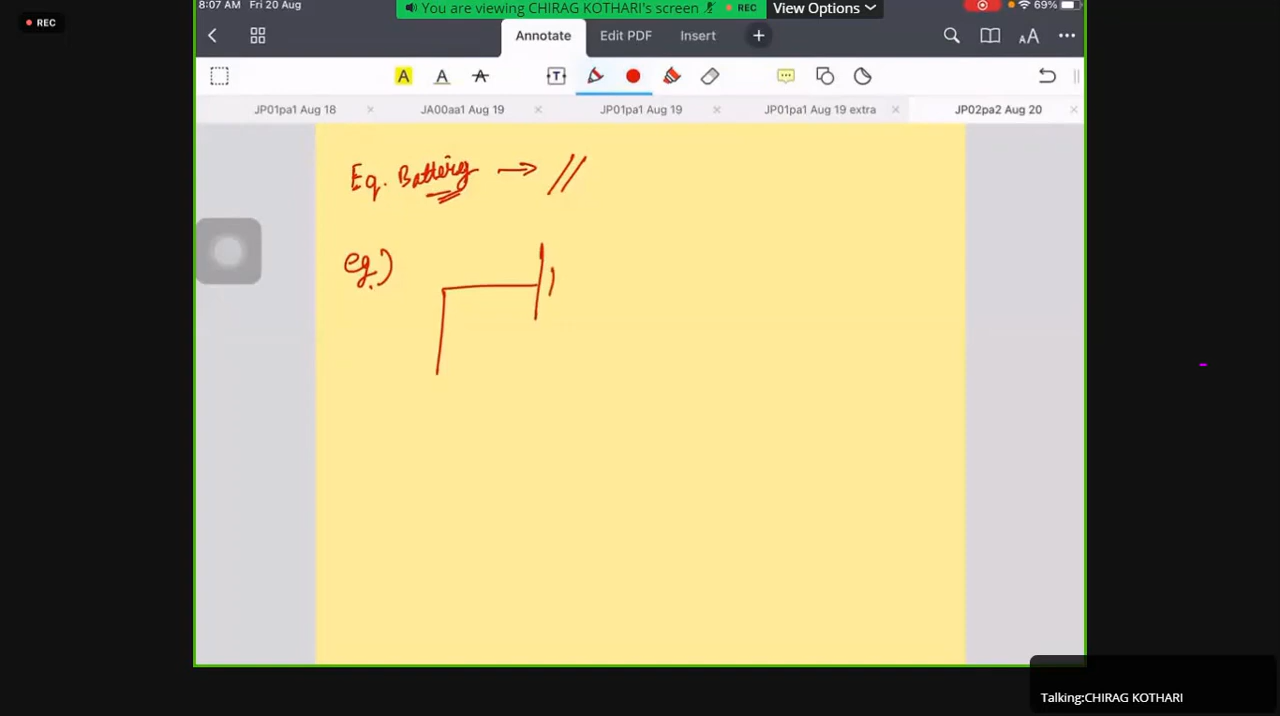 REC
8:07 AM Fri 20 Aug
You are viewing CHIRAG KOTHARI's screen REC
View Options
69%
Annotate Edit PDF Insert +
A A A T AA
JP01pa1 Aug 18 × JA00aa1 Aug 19 × JP01pa1 Aug 19 × JP01pa1 Aug 19 extra × JP02pa2 Aug 20 ×
Eq. Battery → //
eg.)
Talking:CHIRAG KOTHARI